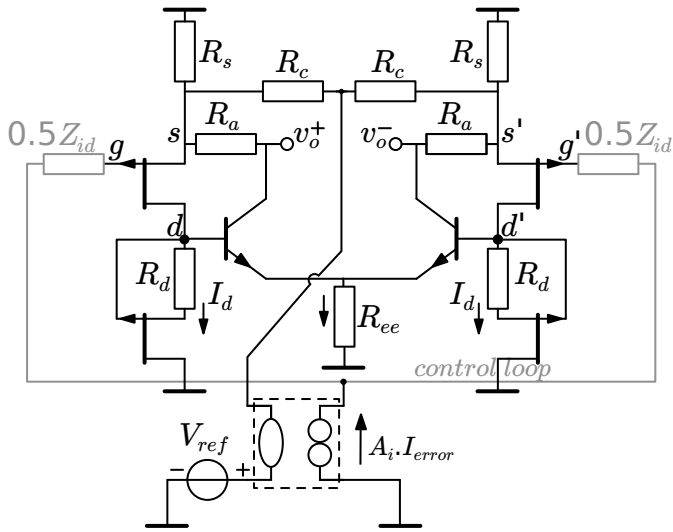 R_s R_c R_c R_s
0.5Z_id g s R_a v_o^+ v_o^- R_a s' g' 0.5Z_id
d d'
R_d I_d R_ee I_d R_d
control loop
V_ref A_i.I_error
− +